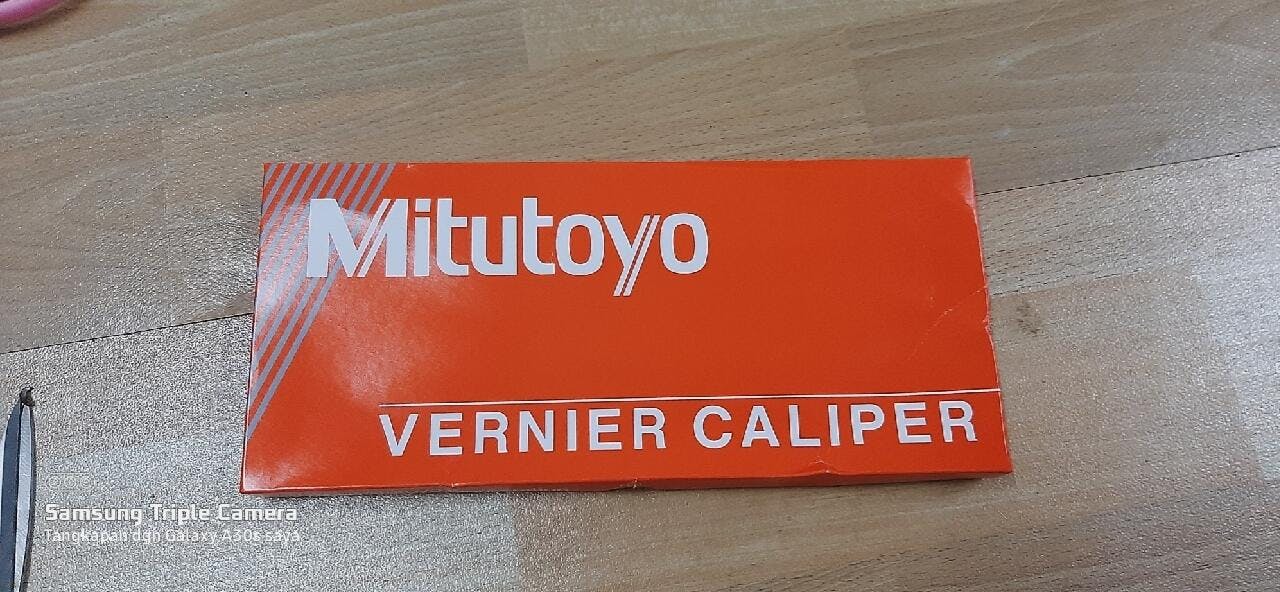 Mitutoyo
VERNIER CALIPER
Samsung Triple Camera
Tangkapan dgn Galaxy A30s saya